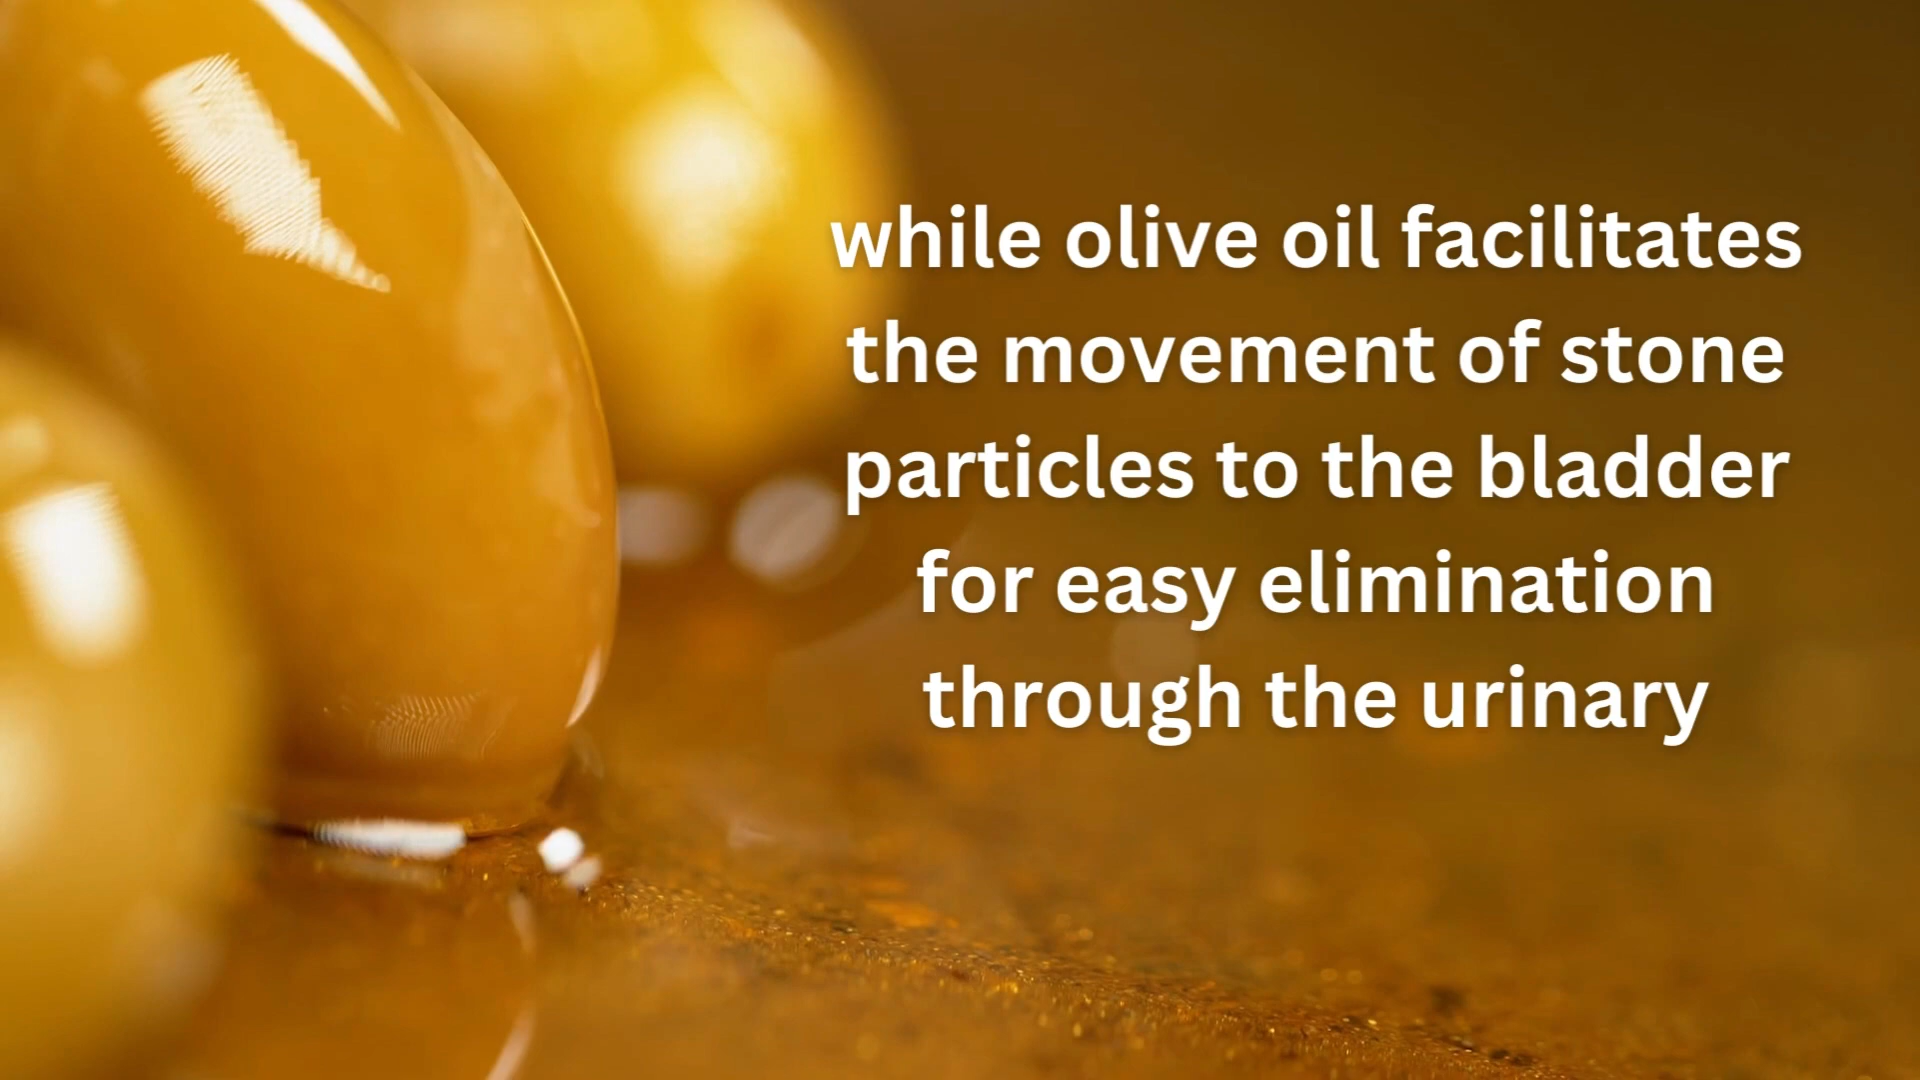 while olive oil facilitates
the movement of stone
particles to the bladder
for easy elimination
through the urinary